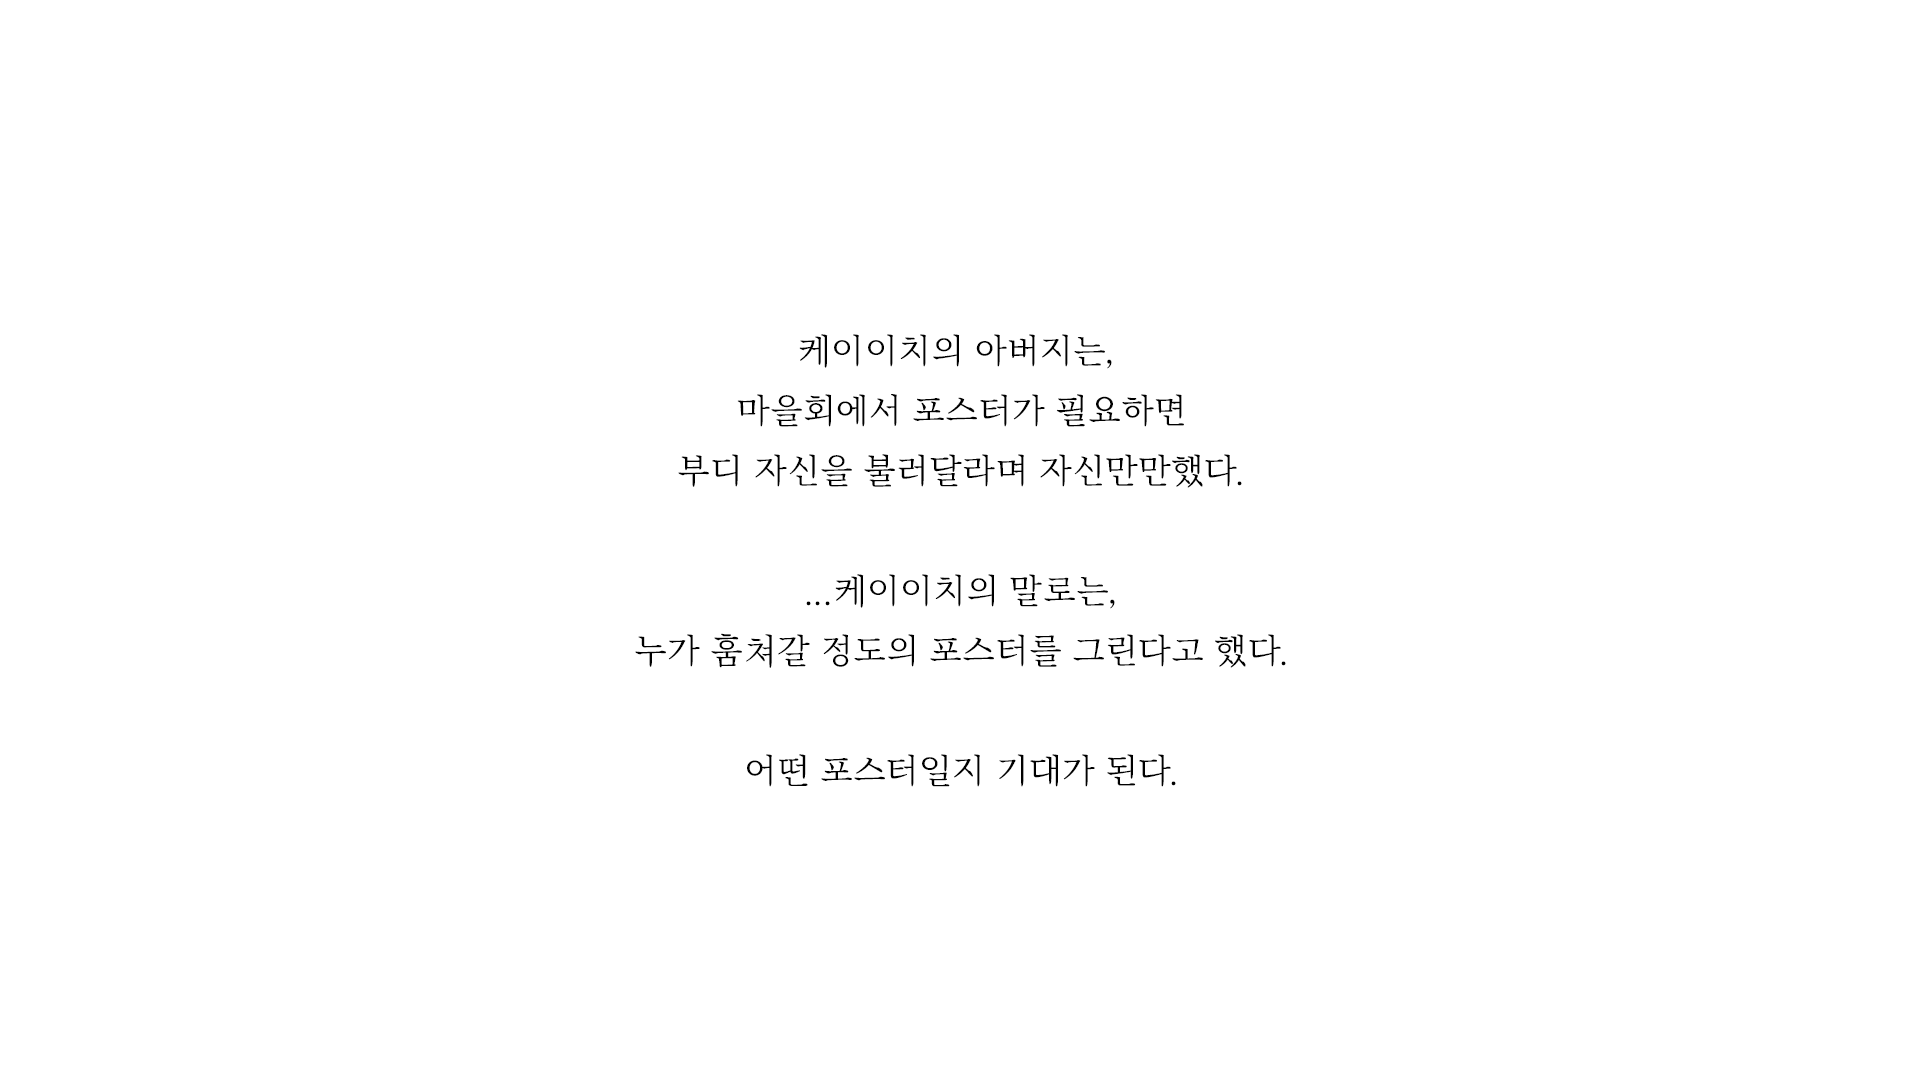 케이이치의 아버지는,
마을회에서 포스터가 필요하면
부디 자신을 불러달라며 자신만만했다.
...케이이치의 말로는,
누가 훔쳐갈 정도의 포스터를 그린다고 했다.
어떤 포스터일지 기대가 된다.